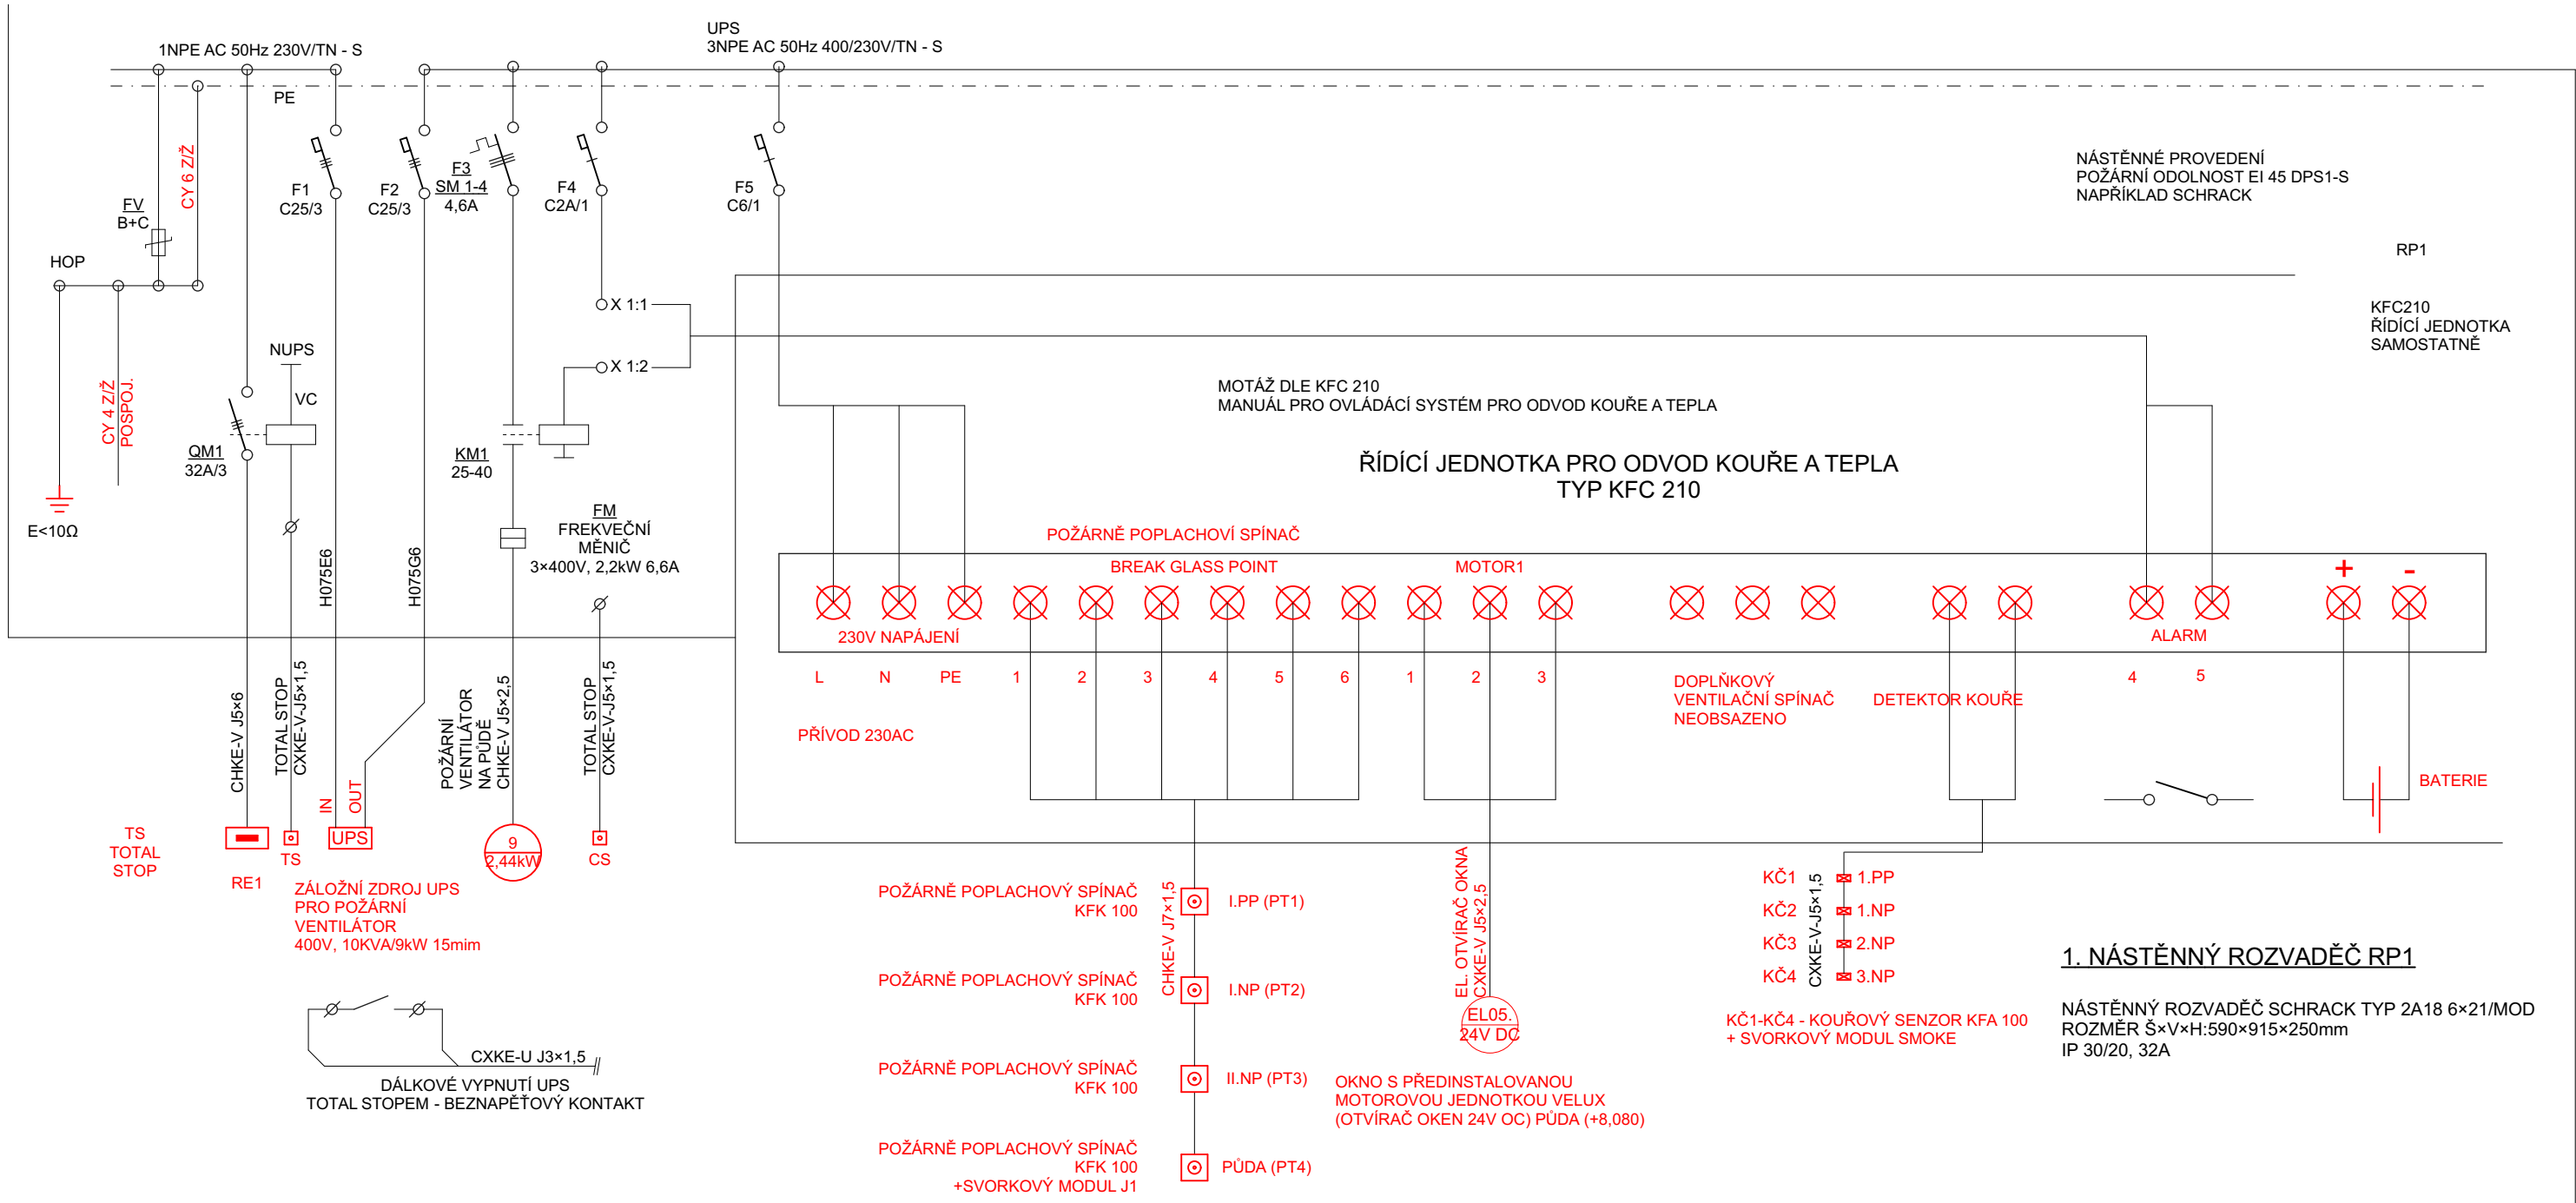 1NPE AC 50Hz 230V/TN - S
UPS
3NPE AC 50Hz 400/230V/TN - S
PE
CY 6 Z/Ž
FV
B+C
F1
C25/3
F2
C25/3
F3
SM 1-4
4,6A
F4
C2A/1
F5
C6/1
NÁSTĚNNÉ PROVEDENÍ
POŽÁRNÍ ODOLNOST EI 45 DPS1-S
NAPŘÍKLAD SCHRACK
RP1
HOP
KFC210
ŘÍDÍCÍ JEDNOTKA
SAMOSTATNĚ
X 1:1
X 1:2
NUPS
VC
CY 4 Z/Ž
POSPOJ.
QM1
32A/3
KM1
25-40
E<10Ω
MOTÁŽ DLE KFC 210
MANUÁL PRO OVLÁDÁCÍ SYSTÉM PRO ODVOD KOUŘE A TEPLA
ŘÍDÍCÍ JEDNOTKA PRO ODVOD KOUŘE A TEPLA
TYP KFC 210
FM
FREKVEČNÍ
MĚNIČ
3×400V, 2,2kW 6,6A
H075E6
H075G6
POŽÁRNĚ POPLACHOVÍ SPÍNAČ
BREAK GLASS POINT
MOTOR1
+
-
230V NAPÁJENÍ
ALARM
L
N
PE
1
2
3
4
5
6
1
2
3
4
5
DOPLŇKOVÝ
VENTILAČNÍ SPÍNAČ
NEOBSAZENO
DETEKTOR KOUŘE
PŘÍVOD 230AC
BATERIE
CHKE-V J5×6
TOTAL STOP
CXKE-V-J5×1,5
IN
OUT
POŽÁRNÍ
VENTILÁTOR
NA PŮDĚ
CHKE-V J5×2,5
TOTAL STOP
CXKE-V-J5×1,5
TS
TOTAL
STOP
RE1
TS
UPS
9
2,44kW
CS
ZÁLOŽNÍ ZDROJ UPS
PRO POŽÁRNÍ
VENTILÁTOR
400V, 10KVA/9kW 15mim
CXKE-U J3×1,5
DÁLKOVÉ VYPNUTÍ UPS
TOTAL STOPEM - BEZNAPĚŤOVÝ KONTAKT
POŽÁRNĚ POPLACHOVÝ SPÍNAČ
KFK 100
I.PP (PT1)
CHKE-V J7×1,5
POŽÁRNĚ POPLACHOVÝ SPÍNAČ
KFK 100
I.NP (PT2)
POŽÁRNĚ POPLACHOVÝ SPÍNAČ
KFK 100
II.NP (PT3)
POŽÁRNĚ POPLACHOVÝ SPÍNAČ
KFK 100
+SVORKOVÝ MODUL J1
PŮDA (PT4)
EL. OTVÍRAČ OKNA
CXKE-V J5×2,5
EL05.
24V DC
OKNO S PŘEDINSTALOVANOU
MOTOROVOU JEDNOTKOU VELUX
(OTVÍRAČ OKEN 24V OC) PŮDA (+8,080)
KČ1
KČ2
KČ3
KČ4
CXKE-V-J5×1,5
1.PP
1.NP
2.NP
3.NP
KČ1-KČ4 - KOUŘOVÝ SENZOR KFA 100
+ SVORKOVÝ MODUL SMOKE
1. NÁSTĚNNÝ ROZVADĚČ RP1
NÁSTĚNNÝ ROZVADĚČ SCHRACK TYP 2A18 6×21/MOD
ROZMĚR Š×V×H:590×915×250mm
IP 30/20, 32A